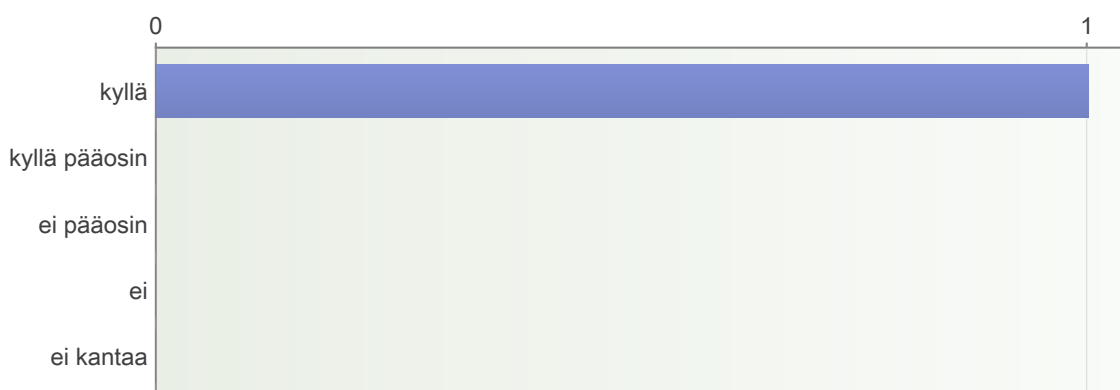 0 1
kyllä
kyllä pääosin
ei pääosin
ei
ei kantaa